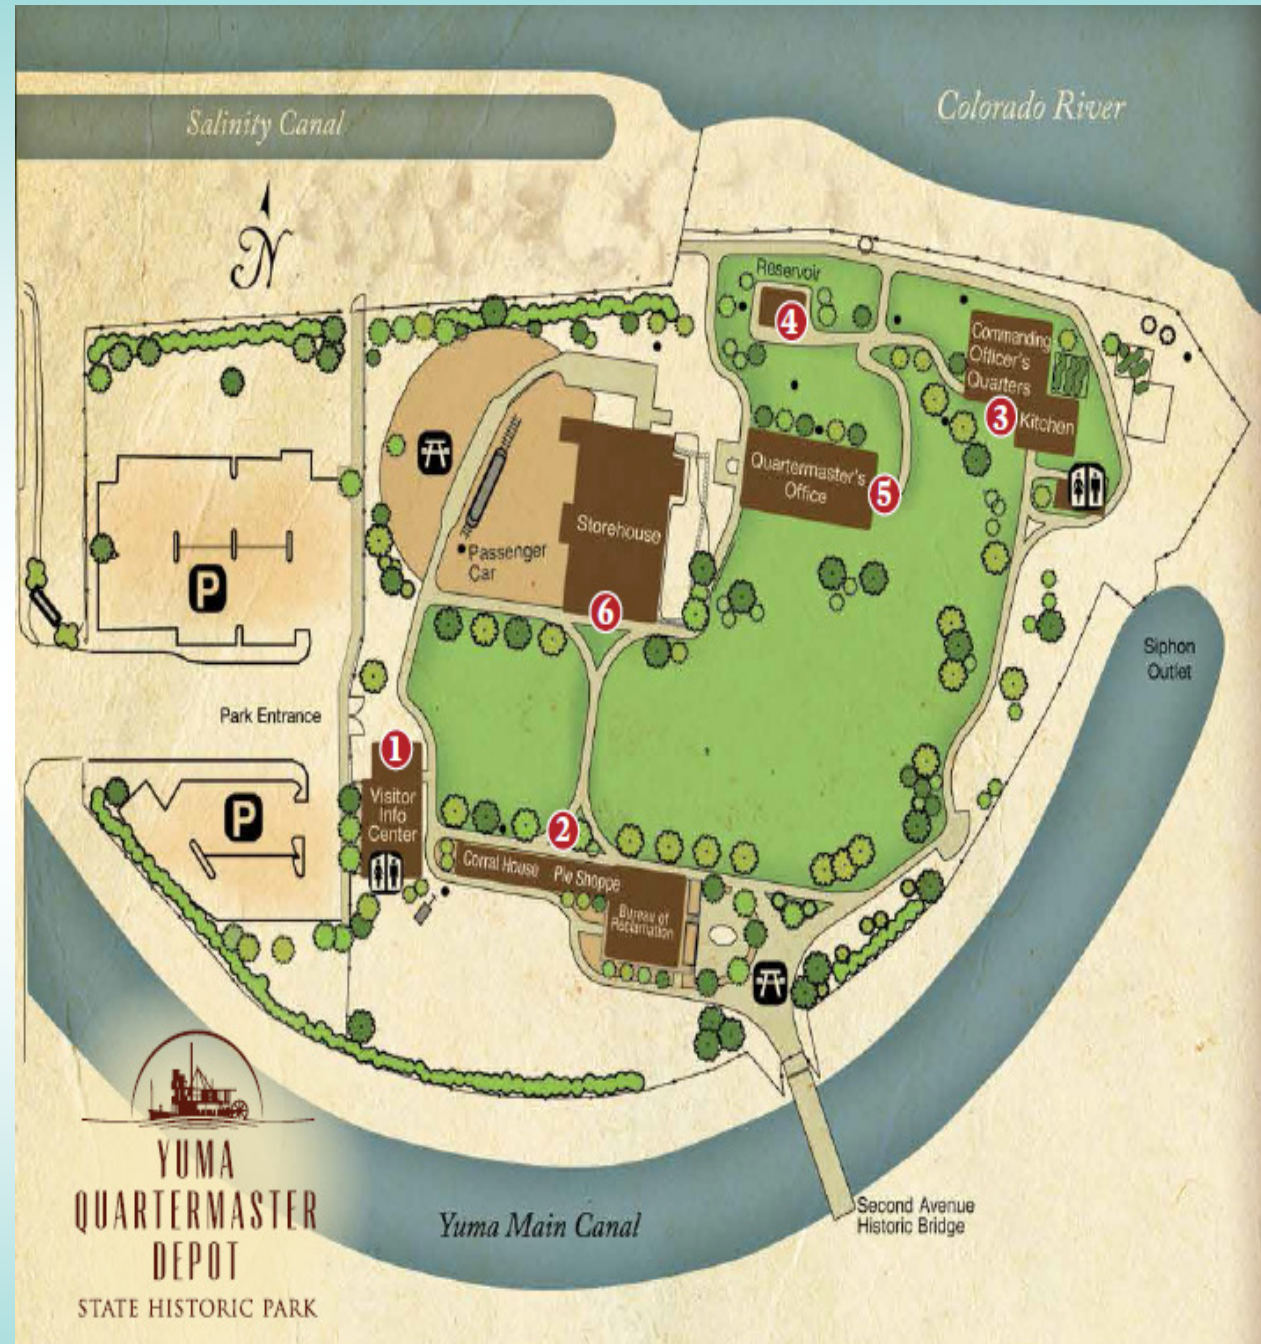 Salinity Canal
Colorado River
N
Reservoir
4
Commanding
Officer's
Quarters
3
Kitchen
Quartermaster's
Office
5
Storehouse
Passenger
Car
6
P
Siphon
Outlet
Park Entrance
1
Visitor
Info
Center
P
2
Corral House
Pie Shoppe
Bureau of
Reclamation
YUMA
QUARTERMASTER
DEPOT
STATE HISTORIC PARK
Yuma Main Canal
Second Avenue
Historic Bridge